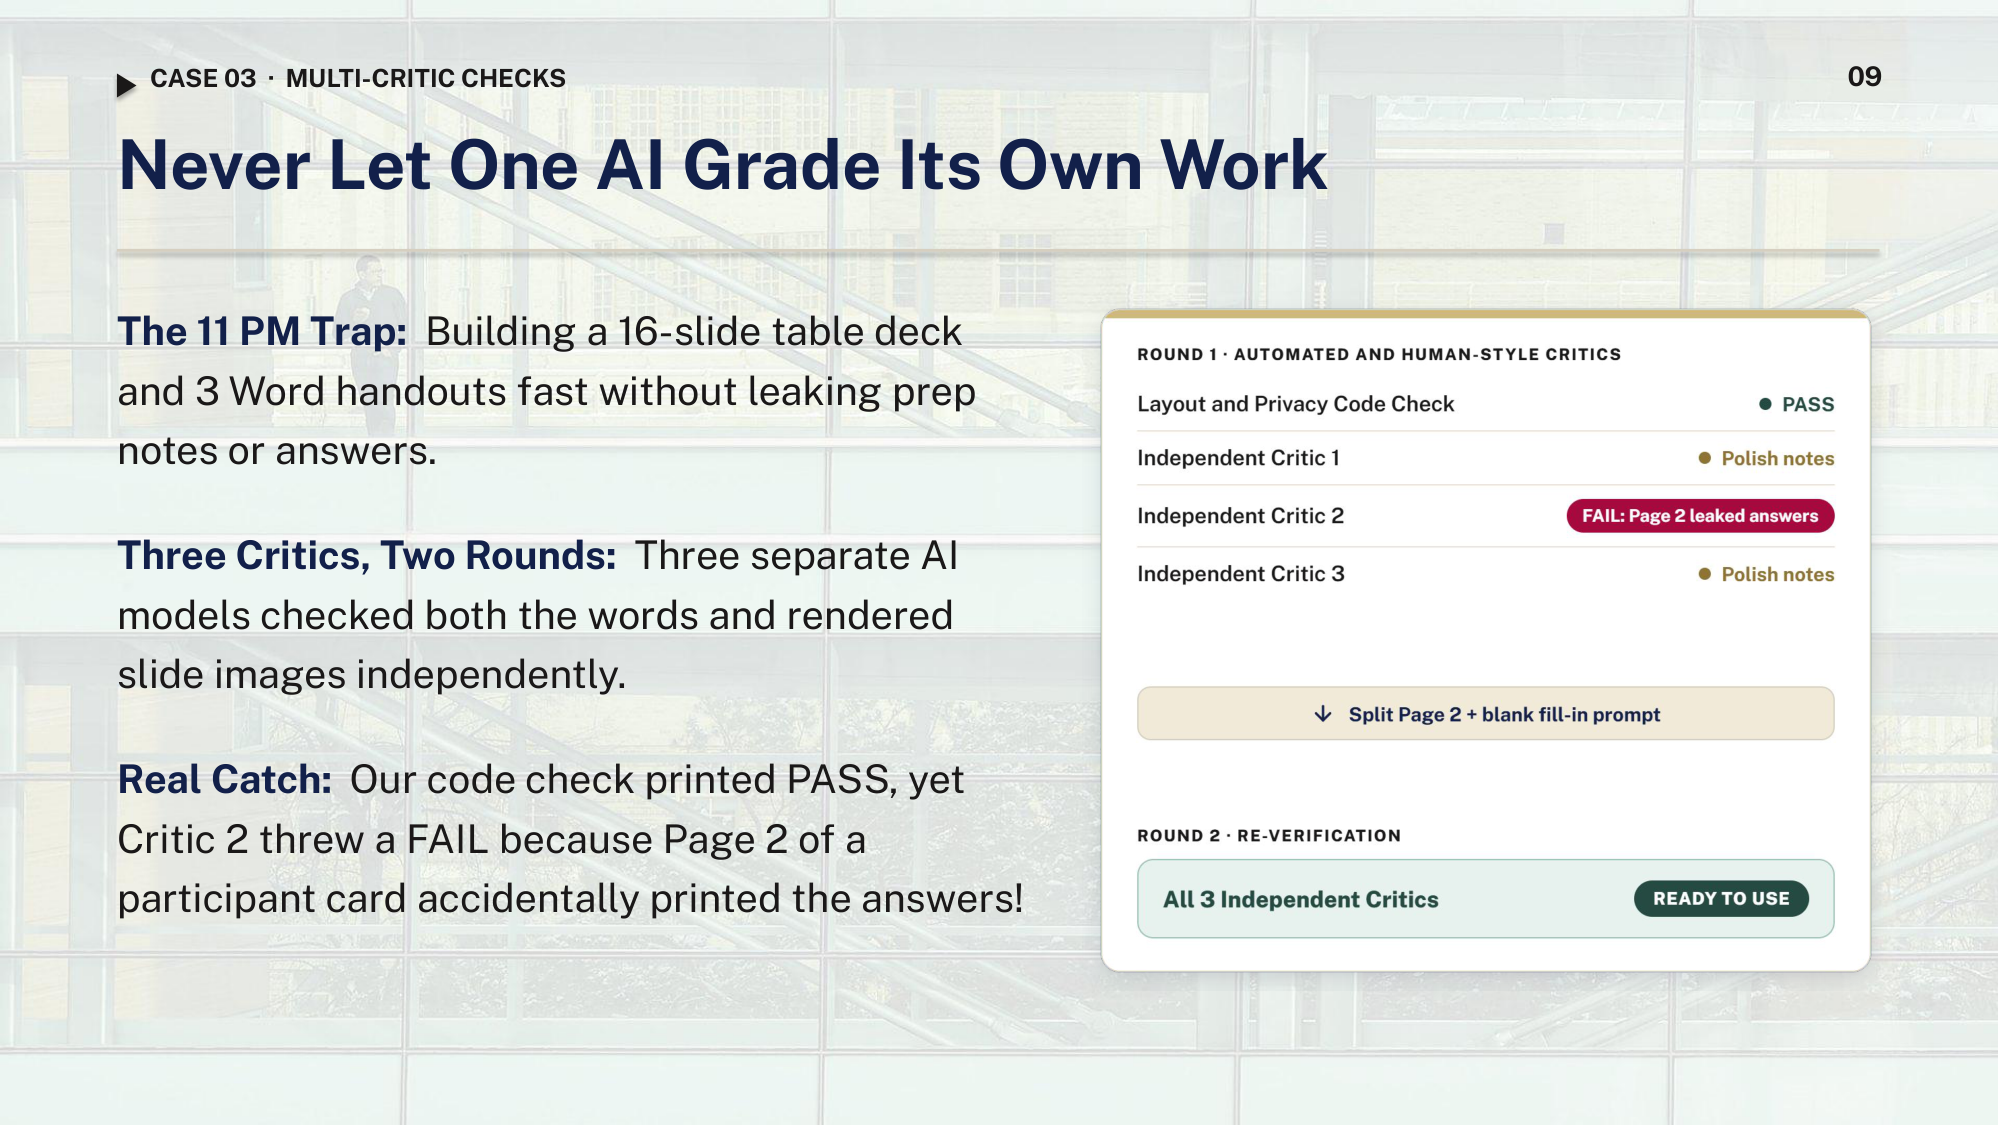 CASE 03 · MULTI-CRITIC CHECKS
09
Never Let One AI Grade Its Own Work
The 11 PM Trap: Building a 16-slide table deck
and 3 Word handouts fast without leaking prep
notes or answers.
Three Critics, Two Rounds: Three separate AI
models checked both the words and rendered
slide images independently.
Real Catch: Our code check printed PASS, yet
Critic 2 threw a FAIL because Page 2 of a
participant card accidentally printed the answers!
ROUND 1 · AUTOMATED AND HUMAN-STYLE CRITICS
Layout and Privacy Code Check PASS
Independent Critic 1 Polish notes
Independent Critic 2 FAIL: Page 2 leaked answers
Independent Critic 3 Polish notes
↓ Split Page 2 + blank fill-in prompt
ROUND 2 · RE-VERIFICATION
All 3 Independent Critics READY TO USE